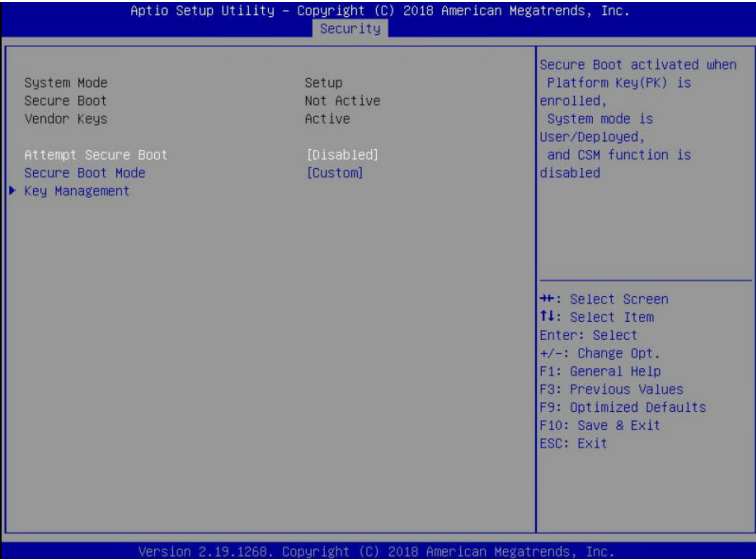 Aptio Setup Utility – Copyright (C) 2018 American Megatrends, Inc.
Security
System Mode Setup
Secure Boot Not Active
Vendor Keys Active
Attempt Secure Boot [Disabled]
Secure Boot Mode [Custom]
▶ Key Management
Secure Boot activated when
Platform Key(PK) is
enrolled,
System mode is
User/Deployed,
and CSM function is
disabled
→←: Select Screen
↑↓: Select Item
Enter: Select
+/-: Change Opt.
F1: General Help
F3: Previous Values
F9: Optimized Defaults
F10: Save & Exit
ESC: Exit
Version 2.19.1268. Copyright (C) 2018 American Megatrends, Inc.